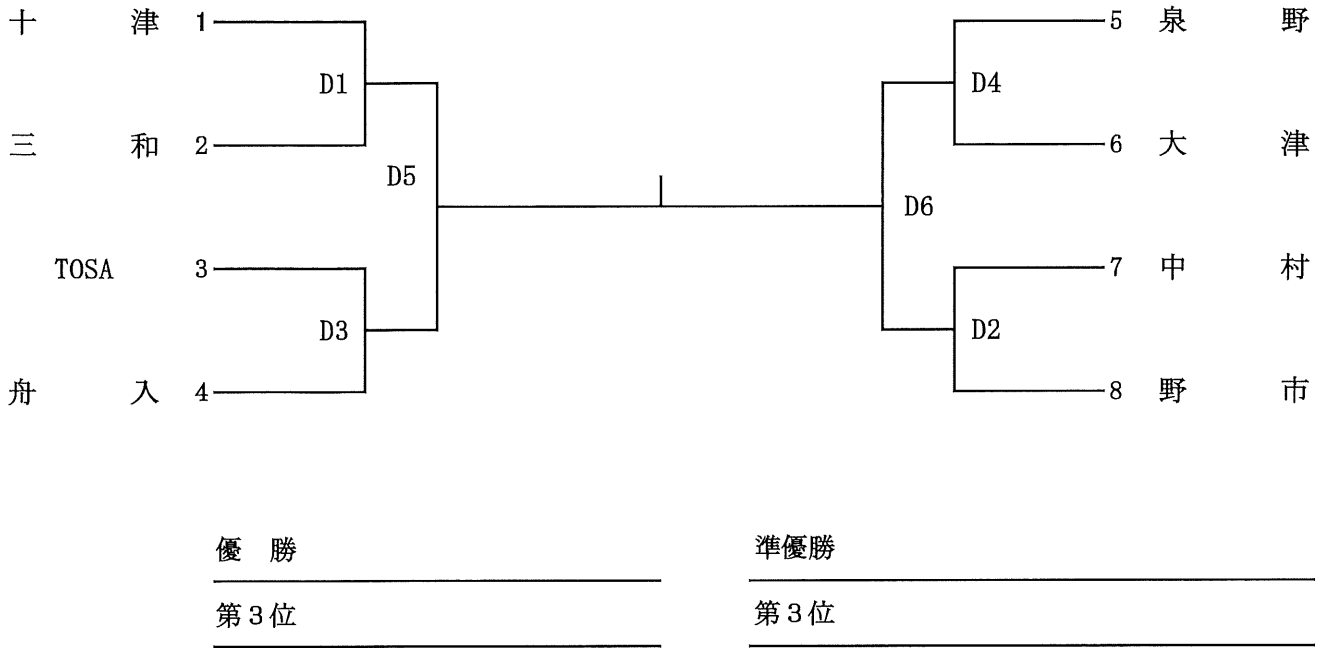 十津 1
三和 2
TOSA 3
舟入 4
D1
D3
D5
5 泉野
6 大津
7 中村
8 野市
D4
D2
D6
優 勝
準優勝
第3位
第3位